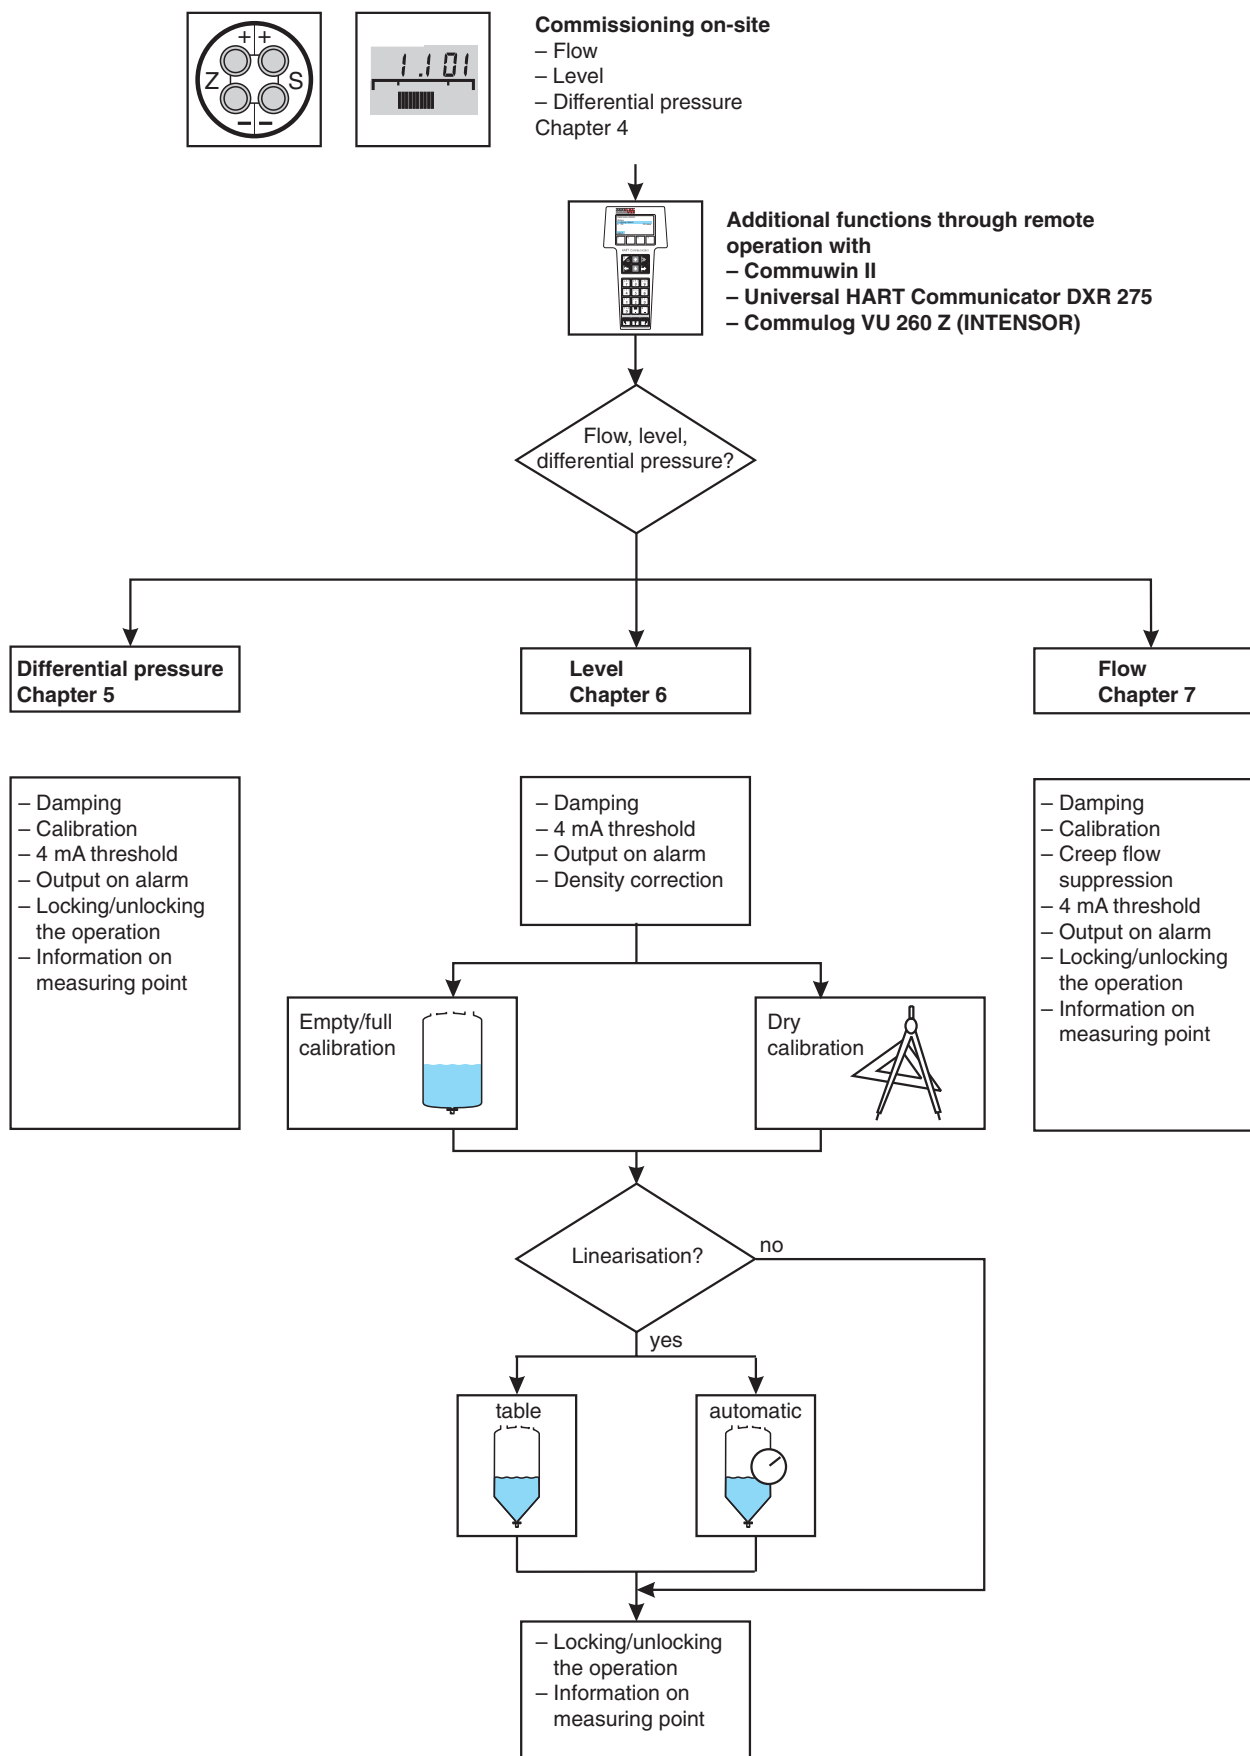 Commissioning on-site
– Flow
– Level
– Differential pressure
Chapter 4
+ +
Z S
– –
1.101
Additional functions through remote
operation with
– Commuwin II
– Universal HART Communicator DXR 275
– Commulog VU 260 Z (INTENSOR)
Flow, level,
differential pressure?
Differential pressure
Chapter 5
Level
Chapter 6
Flow
Chapter 7
– Damping
– Calibration
– 4 mA threshold
– Output on alarm
– Locking/unlocking
the operation
– Information on
measuring point
– Damping
– 4 mA threshold
– Output on alarm
– Density correction
– Damping
– Calibration
– Creep flow
suppression
– 4 mA threshold
– Output on alarm
– Locking/unlocking
the operation
– Information on
measuring point
Empty/full
calibration
Dry
calibration
Linearisation?
no
yes
table
automatic
– Locking/unlocking
the operation
– Information on
measuring point